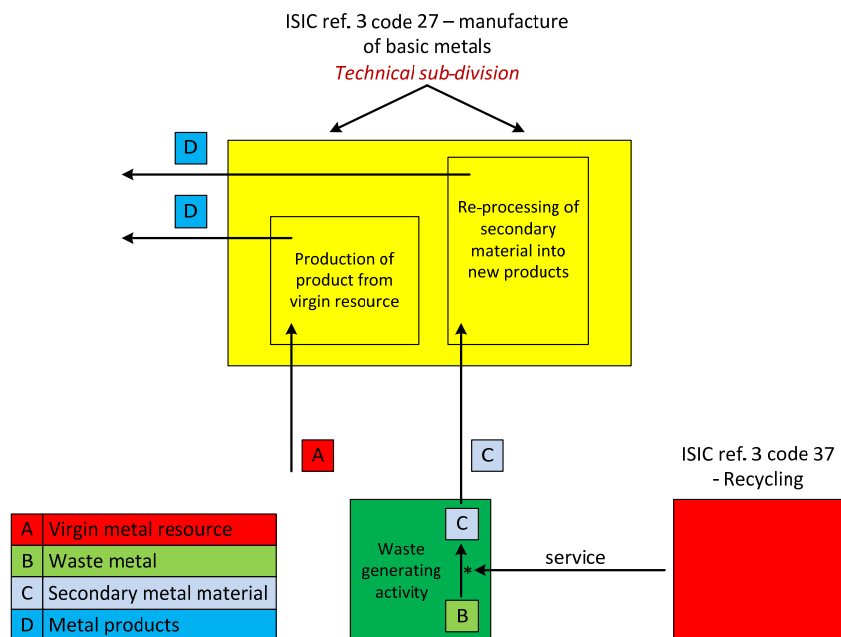 ISIC ref. 3 code 27 – manufacture
of basic metals
Technical sub-division
D
D
Re-processing of
secondary
material into
new products
Production of
product from
virgin resource
A
C
ISIC ref. 3 code 37
- Recycling
A Virgin metal resource
B Waste metal
C Secondary metal material
D Metal products
C
Waste
generating
activity
*
service
B